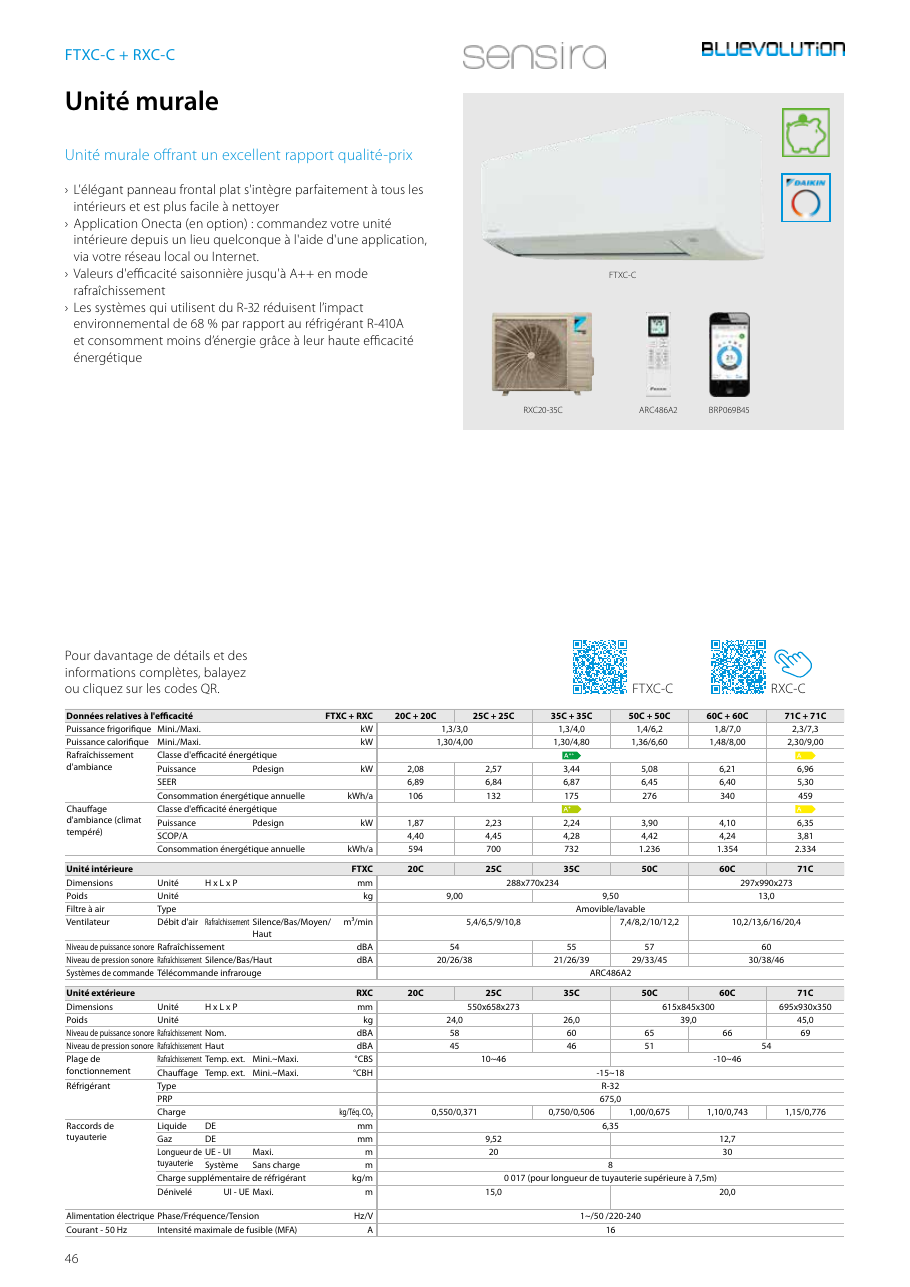 FTXC-C + RXC-C
sensira
BLUEVOLUTION
Unité murale
Unité murale offrant un excellent rapport qualité-prix
› L'élégant panneau frontal plat s'intègre parfaitement à tous les
intérieurs et est plus facile à nettoyer
› Application Onecta (en option) : commandez votre unité
intérieure depuis un lieu quelconque à l'aide d'une application,
via votre réseau local ou Internet.
› Valeurs d'efficacité saisonnière jusqu'à A++ en mode
rafraîchissement
› Les systèmes qui utilisent du R-32 réduisent l'impact
environnemental de 68 % par rapport au réfrigérant R-410A
et consomment moins d'énergie grâce à leur haute efficacité
énergétique
DAIKIN
FTXC-C
RXC20-35C ARC486A2 BRP069B45
Pour davantage de détails et des
informations complètes, balayez
ou cliquez sur les codes QR.
FTXC-C RXC-C
Données relatives à l'efficacité FTXC + RXC 20C + 20C 25C + 25C 35C + 35C 50C + 50C 60C + 60C 71C + 71C
Puissance frigorifique Mini./Maxi. kW 1,3/3,0 1,3/4,0 1,4/6,2 1,8/7,0 2,3/7,3
Puissance calorifique Mini./Maxi. kW 1,30/4,00 1,30/4,80 1,36/6,60 1,48/8,00 2,30/9,00
Rafraîchissement Classe d'efficacité énergétique A++ A
d'ambiance Puissance Pdesign kW 2,08 2,57 3,44 5,08 6,21 6,96
SEER 6,89 6,84 6,87 6,45 6,40 5,30
Consommation énergétique annuelle kWh/a 106 132 175 276 340 459
Chauffage Classe d'efficacité énergétique A+ A
d'ambiance (climat Puissance Pdesign kW 1,87 2,23 2,24 3,90 4,10 6,35
tempéré) SCOP/A 4,40 4,45 4,28 4,42 4,24 3,81
Consommation énergétique annuelle kWh/a 594 700 732 1.236 1.354 2.334
Unité intérieure FTXC 20C 25C 35C 50C 60C 71C
Dimensions Unité H x L x P mm 288x770x234 297x990x273
Poids Unité kg 9,00 9,50 13,0
Filtre à air Type Amovible/lavable
Ventilateur Débit d'air Rafraîchissement Silence/Bas/Moyen/ m³/min 5,4/6,5/9/10,8 7,4/8,2/10/12,2 10,2/13,6/16/20,4
Haut
Niveau de puissance sonore Rafraîchissement dBA 54 55 57 60
Niveau de pression sonore Rafraîchissement Silence/Bas/Haut dBA 20/26/38 21/26/39 29/33/45 30/38/46
Systèmes de commande Télécommande infrarouge ARC486A2
Unité extérieure RXC 20C 25C 35C 50C 60C 71C
Dimensions Unité H x L x P mm 550x658x273 615x845x300 695x930x350
Poids Unité kg 24,0 26,0 39,0 45,0
Niveau de puissance sonore Rafraîchissement Nom. dBA 58 60 65 66 69
Niveau de pression sonore Rafraîchissement Haut dBA 45 46 51 54
Plage de Rafraîchissement Temp. ext. Mini.~Maxi. °CBS 10~46 -10~46
fonctionnement Chauffage Temp. ext. Mini.~Maxi. °CBH -15~18
Réfrigérant Type R-32
PRP 675,0
Charge kg/Téq. CO₂ 0,550/0,371 0,750/0,506 1,00/0,675 1,10/0,743 1,15/0,776
Raccords de Liquide DE mm 6,35
tuyauterie Gaz DE mm 9,52 12,7
Longueur de UE - UI Maxi. m 20 30
tuyauterie Système Sans charge m 8
Charge supplémentaire de réfrigérant kg/m 0 017 (pour longueur de tuyauterie supérieure à 7,5m)
Dénivelé UI - UE Maxi. m 15,0 20,0
Alimentation électrique Phase/Fréquence/Tension Hz/V 1~/50 /220-240
Courant - 50 Hz Intensité maximale de fusible (MFA) A 16
46